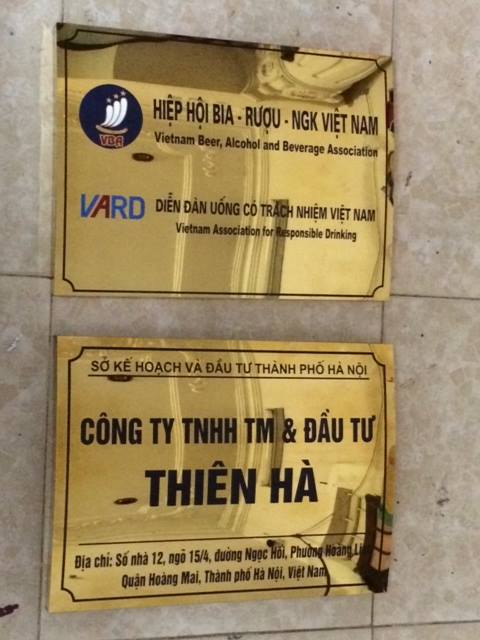 VBA
HIỆP HỘI BIA - RƯỢU - NGK VIỆT NAM
Vietnam Beer, Alcohol and Beverage Association
VARD
DIỄN ĐÀN UỐNG CÓ TRÁCH NHIỆM VIỆT NAM
Vietnam Association for Responsible Drinking
SỞ KẾ HOẠCH VÀ ĐẦU TƯ THÀNH PHỐ HÀ NỘI
CÔNG TY TNHH TM & ĐẦU TƯ
THIÊN HÀ
Địa chỉ: Số nhà 12, ngõ 15/4, đường Ngọc Hồi, Phường Hoàng
Quận Hoàng Mai, Thành phố Hà Nội, Việt Nam